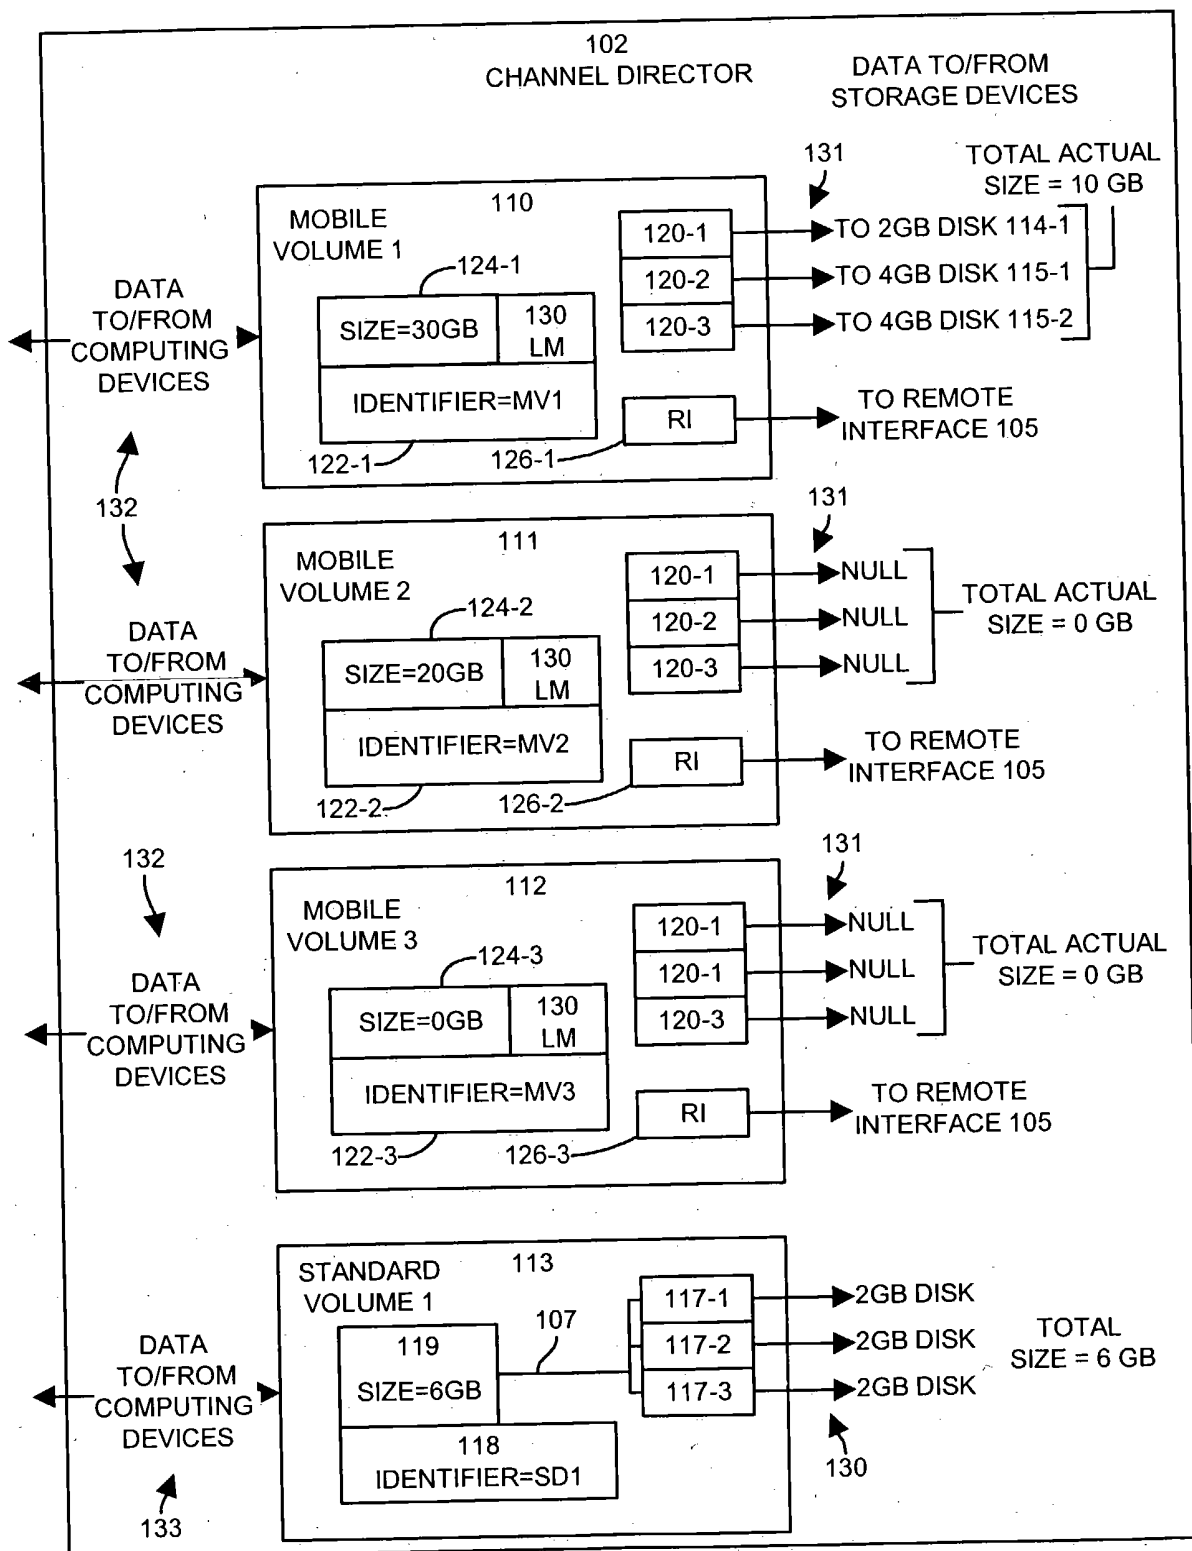 102
CHANNEL DIRECTOR
DATA TO/FROM
STORAGE DEVICES
131
TOTAL ACTUAL
SIZE = 10 GB
110
MOBILE
VOLUME 1
124-1
SIZE=30GB
130
LM
IDENTIFIER=MV1
122-1
120-1
120-2
120-3
TO 2GB DISK 114-1
TO 4GB DISK 115-1
TO 4GB DISK 115-2
RI
126-1
TO REMOTE
INTERFACE 105
DATA
TO/FROM
COMPUTING
DEVICES
132
131
111
MOBILE
VOLUME 2
124-2
SIZE=20GB
130
LM
IDENTIFIER=MV2
122-2
120-1
120-2
120-3
NULL
NULL
NULL
TOTAL ACTUAL
SIZE = 0 GB
RI
126-2
TO REMOTE
INTERFACE 105
DATA
TO/FROM
COMPUTING
DEVICES
132
131
112
MOBILE
VOLUME 3
124-3
SIZE=0GB
130
LM
IDENTIFIER=MV3
122-3
120-1
120-1
120-3
NULL
NULL
NULL
TOTAL ACTUAL
SIZE = 0 GB
RI
126-3
TO REMOTE
INTERFACE 105
DATA
TO/FROM
COMPUTING
DEVICES
113
STANDARD
VOLUME 1
119
SIZE=6GB
107
118
IDENTIFIER=SD1
117-1
117-2
117-3
2GB DISK
2GB DISK
2GB DISK
TOTAL
SIZE = 6 GB
130
DATA
TO/FROM
COMPUTING
DEVICES
133